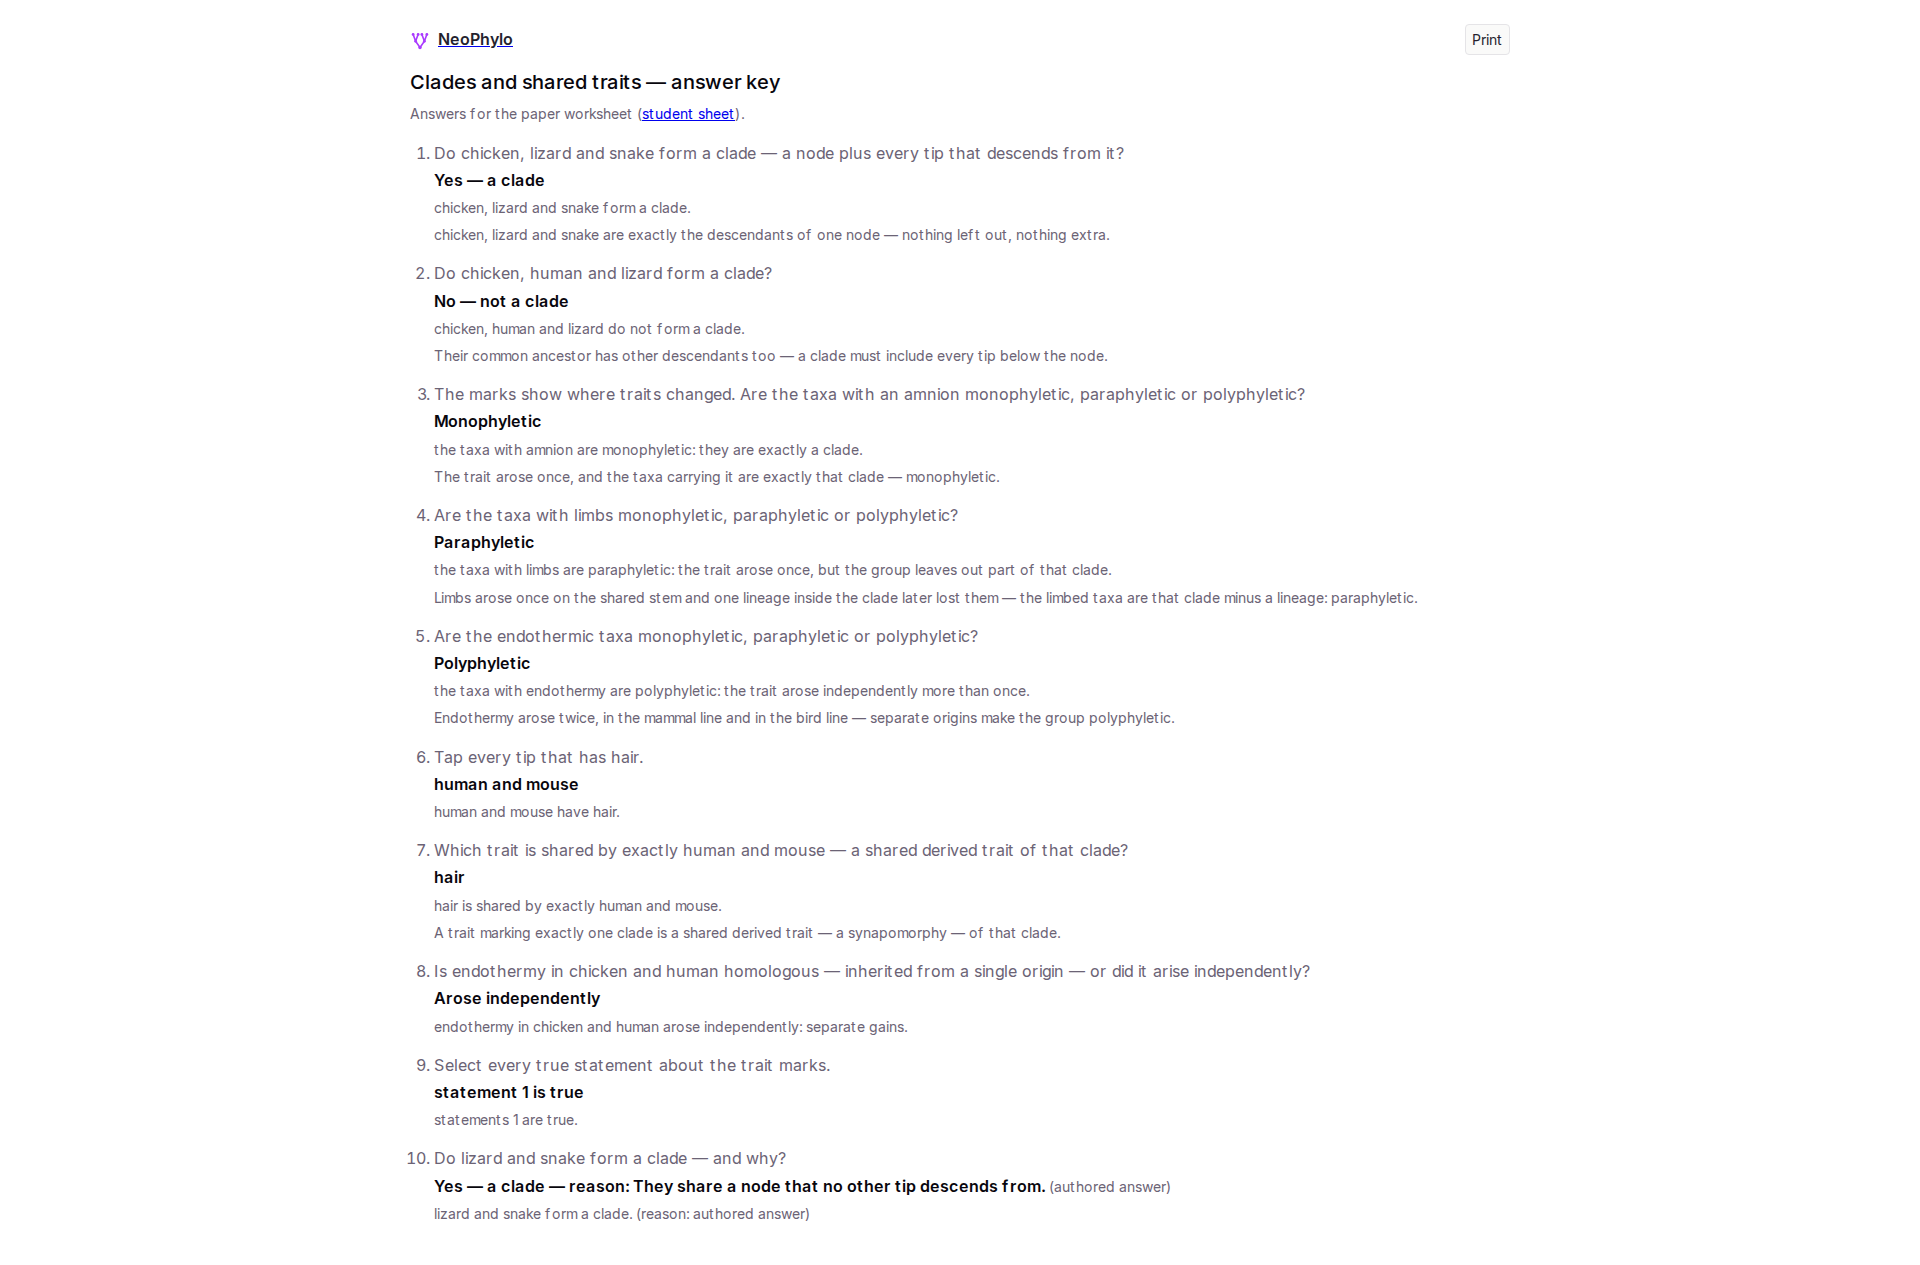 NeoPhylo
Print
Clades and shared traits — answer key
Answers for the paper worksheet (student sheet).
1. Do chicken, lizard and snake form a clade — a node plus every tip that descends from it?
Yes — a clade
chicken, lizard and snake form a clade.
chicken, lizard and snake are exactly the descendants of one node — nothing left out, nothing extra.
2. Do chicken, human and lizard form a clade?
No — not a clade
chicken, human and lizard do not form a clade.
Their common ancestor has other descendants too — a clade must include every tip below the node.
3. The marks show where traits changed. Are the taxa with an amnion monophyletic, paraphyletic or polyphyletic?
Monophyletic
the taxa with amnion are monophyletic: they are exactly a clade.
The trait arose once, and the taxa carrying it are exactly that clade — monophyletic.
4. Are the taxa with limbs monophyletic, paraphyletic or polyphyletic?
Paraphyletic
the taxa with limbs are paraphyletic: the trait arose once, but the group leaves out part of that clade.
Limbs arose once on the shared stem and one lineage inside the clade later lost them — the limbed taxa are that clade minus a lineage: paraphyletic.
5. Are the endothermic taxa monophyletic, paraphyletic or polyphyletic?
Polyphyletic
the taxa with endothermy are polyphyletic: the trait arose independently more than once.
Endothermy arose twice, in the mammal line and in the bird line — separate origins make the group polyphyletic.
6. Tap every tip that has hair.
human and mouse
human and mouse have hair.
7. Which trait is shared by exactly human and mouse — a shared derived trait of that clade?
hair
hair is shared by exactly human and mouse.
A trait marking exactly one clade is a shared derived trait — a synapomorphy — of that clade.
8. Is endothermy in chicken and human homologous — inherited from a single origin — or did it arise independently?
Arose independently
endothermy in chicken and human arose independently: separate gains.
9. Select every true statement about the trait marks.
statement 1 is true
statements 1 are true.
10. Do lizard and snake form a clade — and why?
Yes — a clade — reason: They share a node that no other tip descends from. (authored answer)
lizard and snake form a clade. (reason: authored answer)